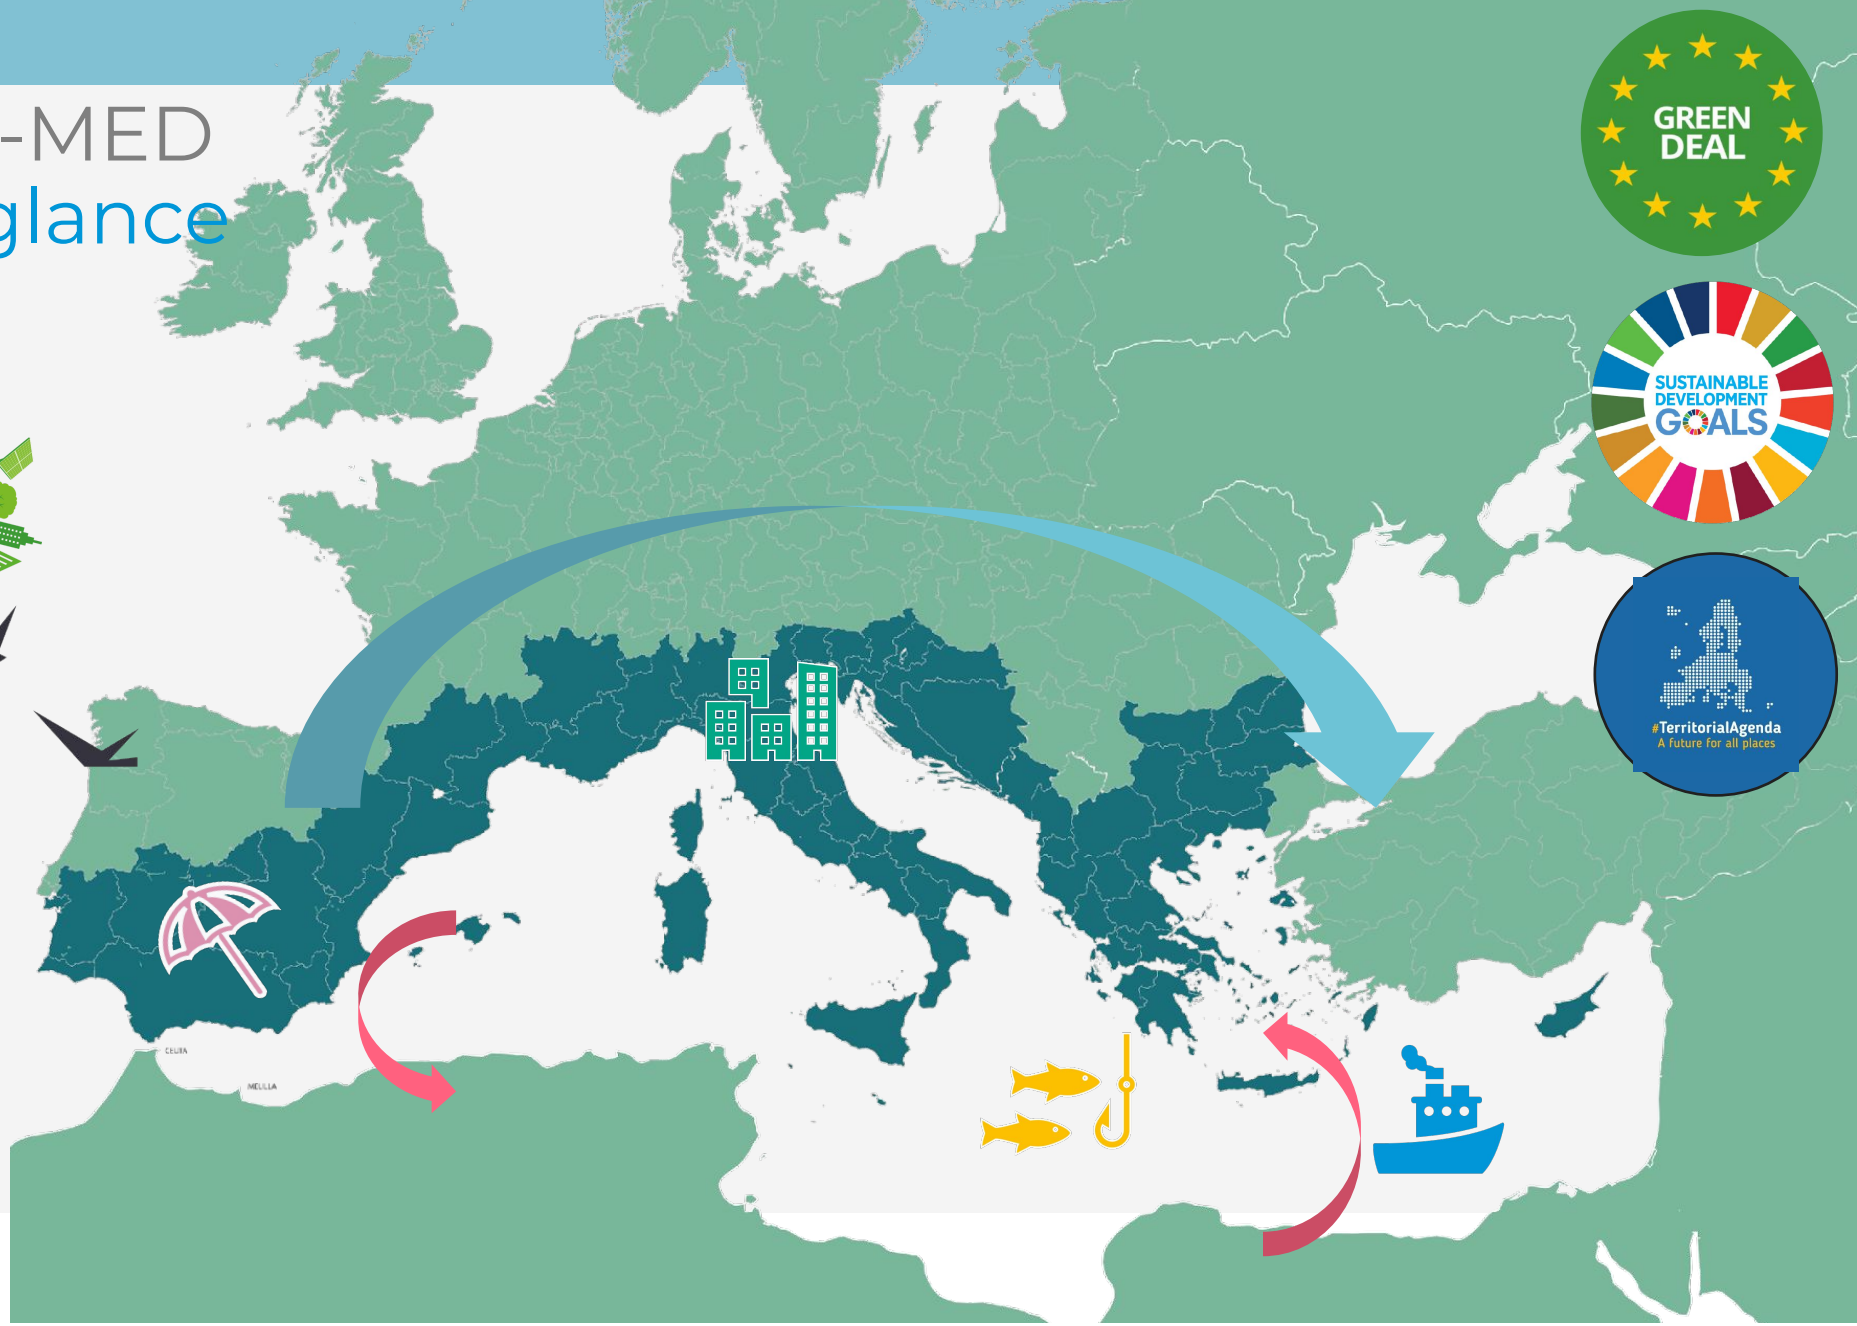 -MED
glance
GREEN
DEAL
SUSTAINABLE
DEVELOPMENT
GOALS
#TerritorialAgenda
A future for all places
CEUTA
MELILLA